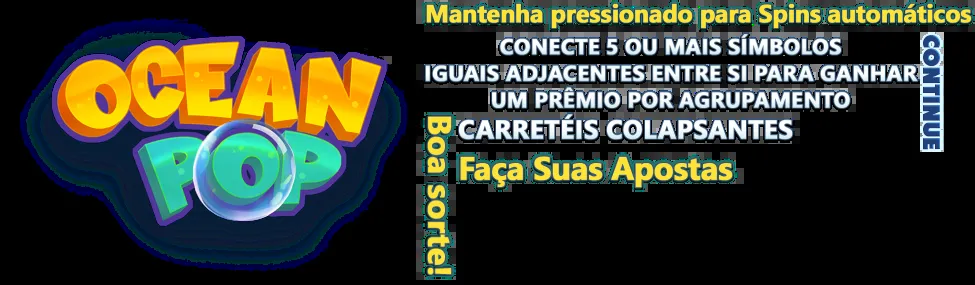 OCEAN
POP
Mantenha pressionado para Spins automáticos
CONECTE 5 OU MAIS SÍMBOLOS
IGUAIS ADJACENTES ENTRE SI PARA GANHAR
UM PRÊMIO POR AGRUPAMENTO
CONTINUE
Boa sorte!
CARRETÉIS COLAPSANTES
Faça Suas Apostas